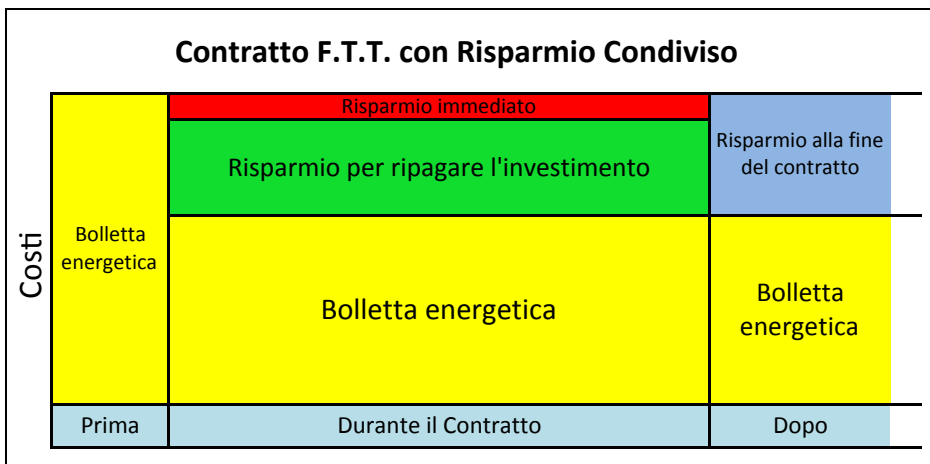 Contratto F.T.T. con Risparmio Condiviso
Costi
Bolletta
energetica
Risparmio immediato
Risparmio per ripagare l'investimento
Bolletta energetica
Risparmio alla fine
del contratto
Bolletta
energetica
Prima
Durante il Contratto
Dopo